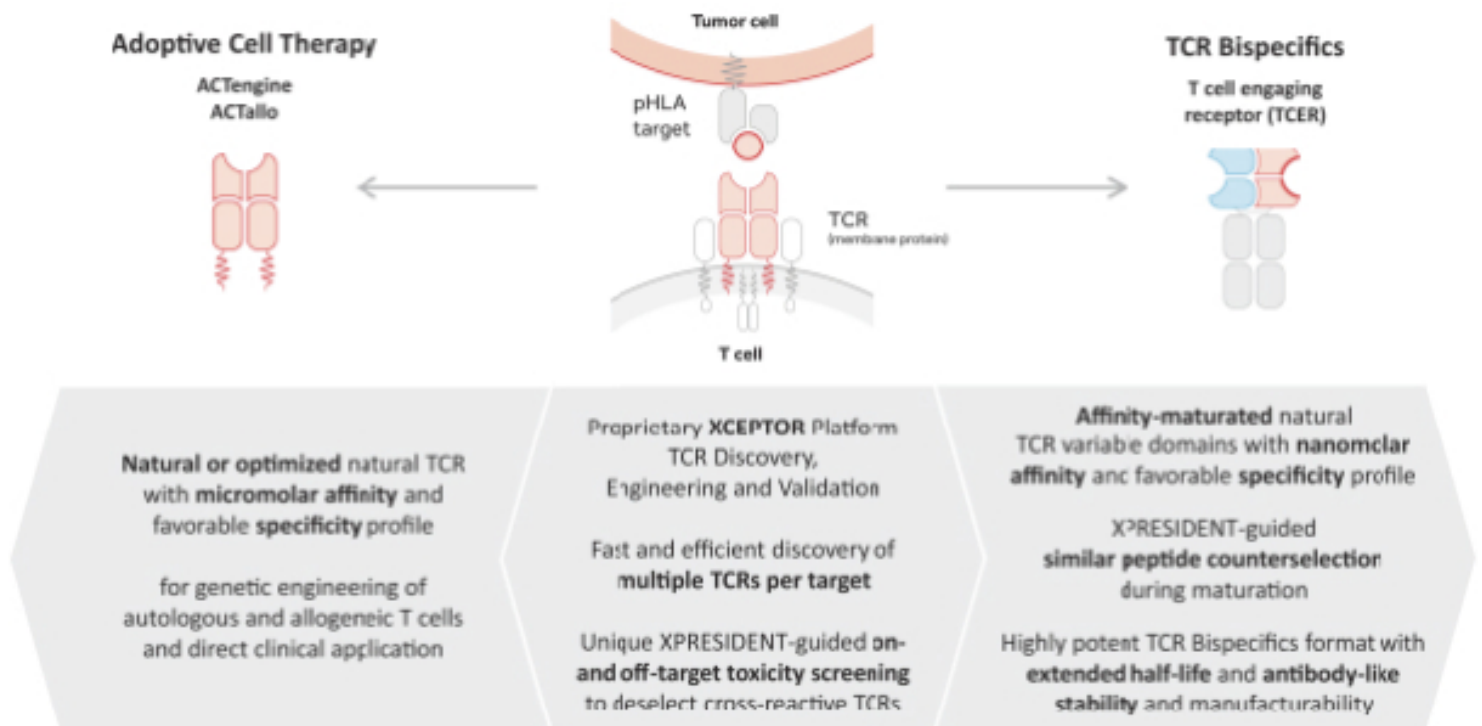 Adoptive Cell Therapy
ACTengine
ACTallo
Tumor cell
pHLA
target
TCR
(membrane protein)
T cell
TCR Bispecifics
T cell engaging
receptor (TCER)
Natural or optimized natural TCR
with micromolar affinity and
favorable specificity profile
for genetic engineering of
autologous and allogeneic T cells
and direct clinical application
Proprietary XCEPTOR Platform
TCR Discovery,
Engineering and Validation
Fast and efficient discovery of
multiple TCRs per target
Unique XPRESIDENT-guided on-
and off-target toxicity screening
to deselect cross-reactive TCRs
Affinity-maturated natural
TCR variable domains with nanomolar
affinity and favorable specificity profile
XPRESIDENT-guided
similar peptide counterselection
during maturation
Highly potent TCR Bispecifics format with
extended half-life and antibody-like
stability and manufacturability